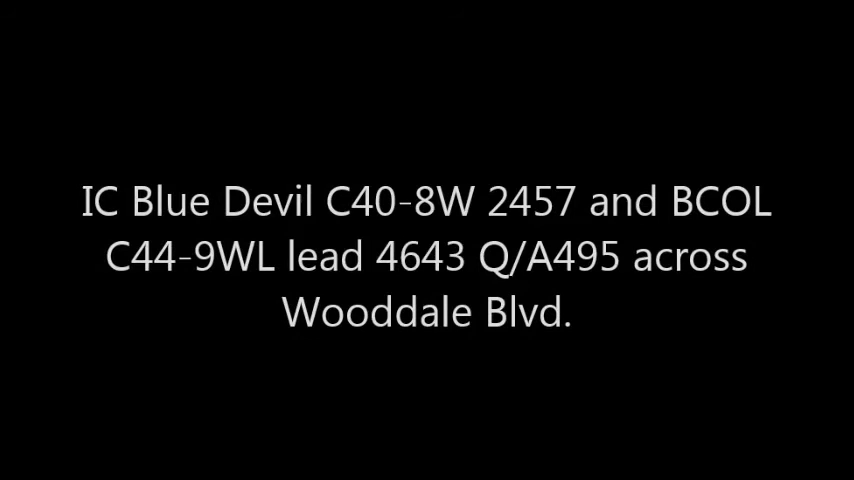 IC Blue Devil C40-8W 2457 and BCOL
C44-9WL lead 4643 Q/A495 across
Wooddale Blvd.